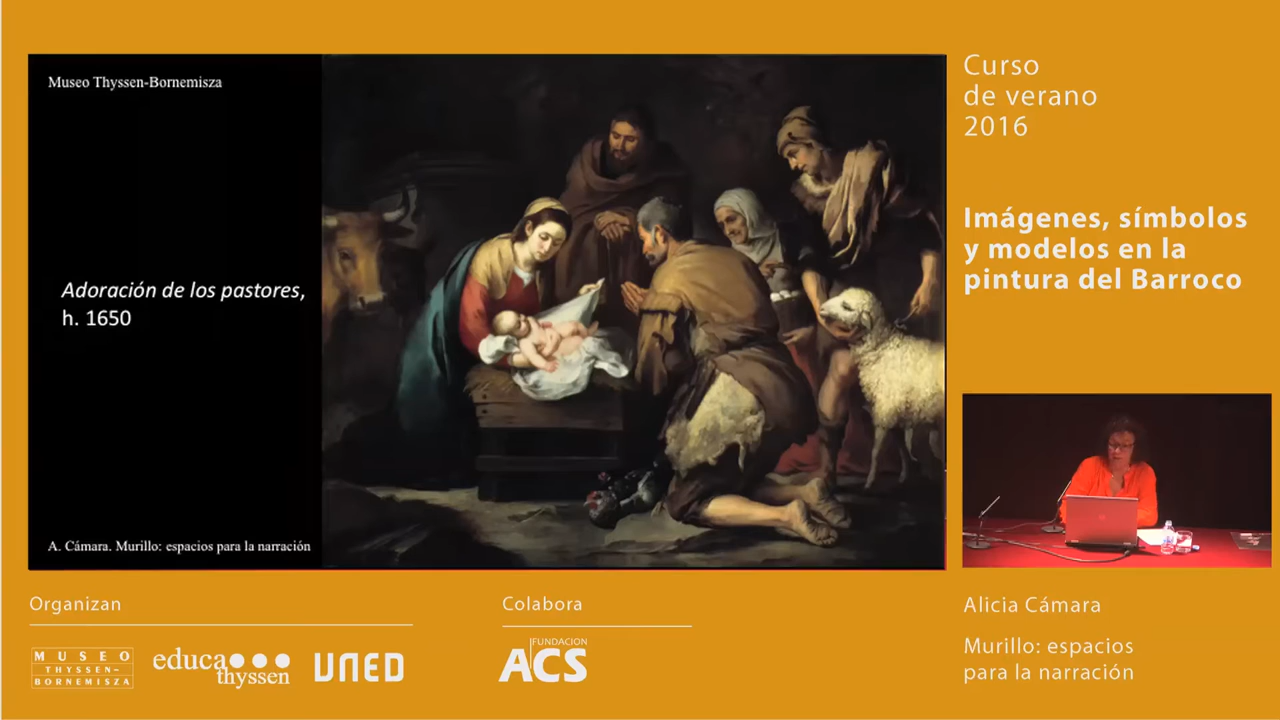 Museo Thyssen-Bornemisza
Adoración de los pastores,
h. 1650
A. Cámara. Murillo: espacios para la narración
Curso
de verano
2016
Imágenes, símbolos
y modelos en la
pintura del Barroco
Alicia Cámara
Murillo: espacios
para la narración
Organizan
MUSEO
THYSSEN-
BORNEMISZA
educa
thyssen
UNED
Colabora
FUNDACION
ACS